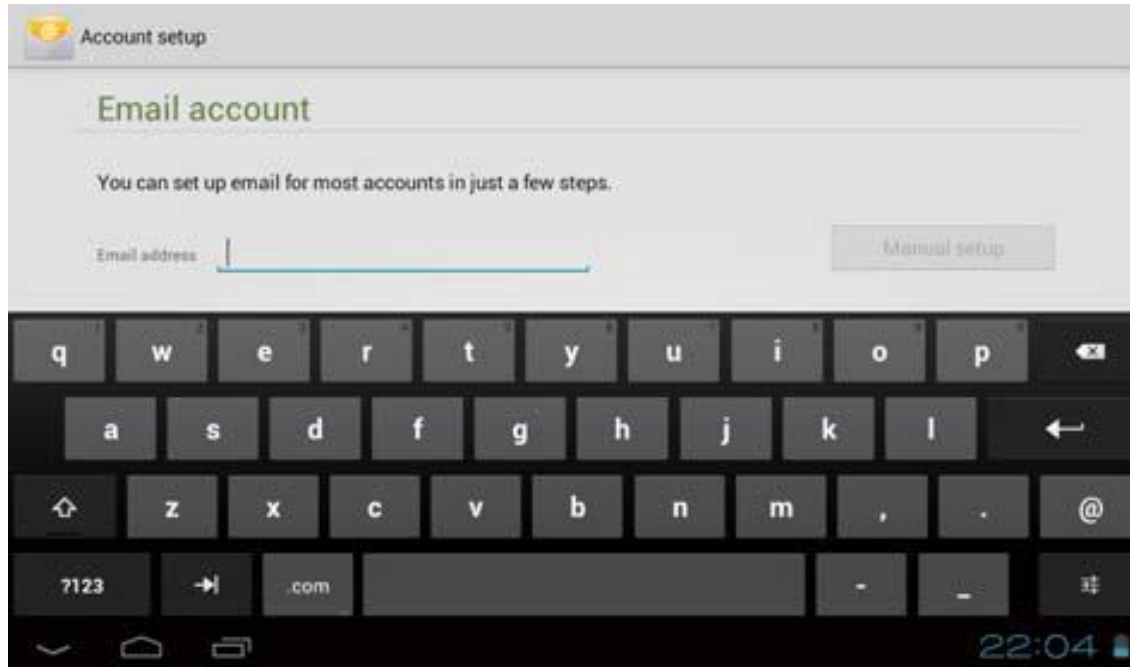 Account setup
Email account
You can set up email for most accounts in just a few steps.
Email address
Manual setup
q w e r t y u i o p
a s d f g h j k l
z x c v b n m , . @
?123 .com - _
22:04